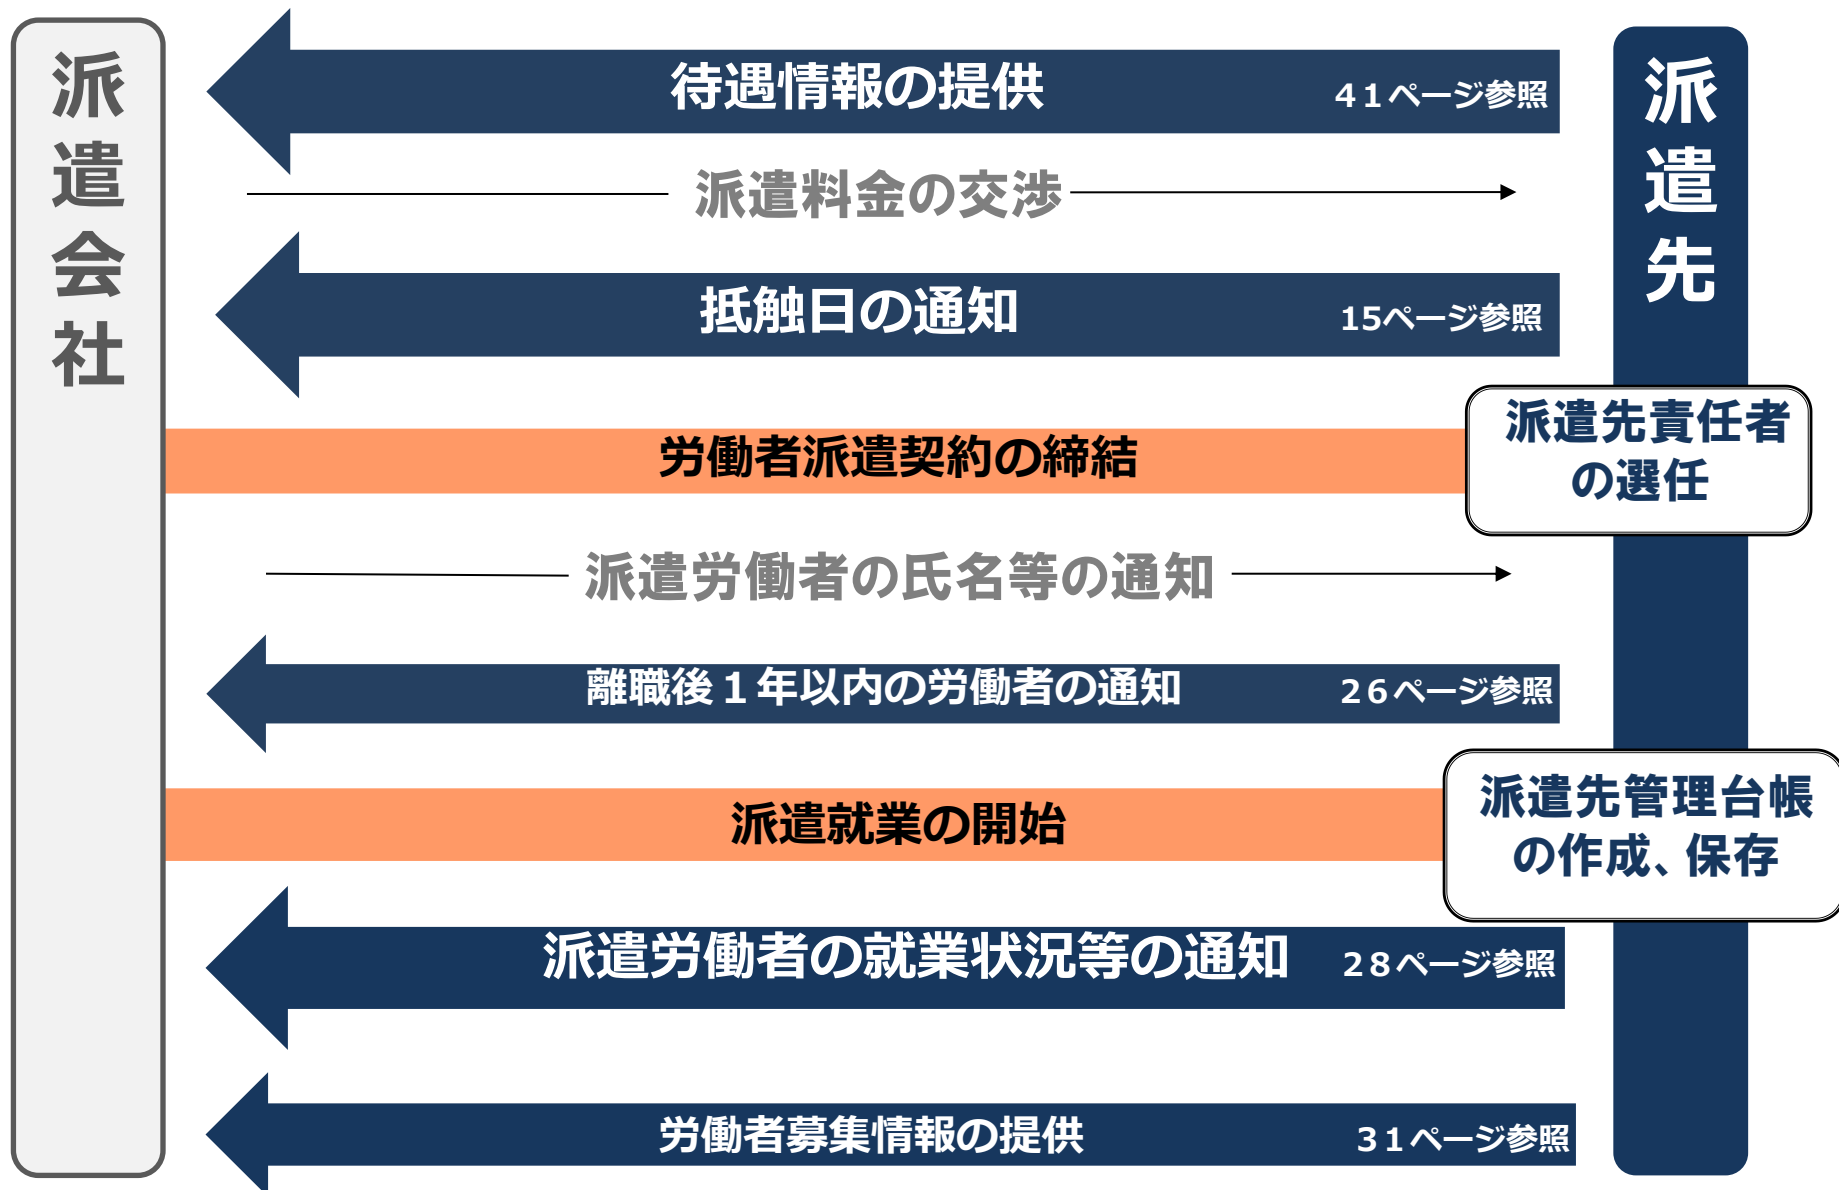 派遣会社
派遣先
待遇情報の提供 ４１ページ参照
派遣料金の交渉
抵触日の通知 15ページ参照
労働者派遣契約の締結
派遣先責任者
の選任
派遣労働者の氏名等の通知
離職後１年以内の労働者の通知 ２６ページ参照
派遣就業の開始
派遣先管理台帳
の作成、保存
派遣労働者の就業状況等の通知 ２８ページ参照
労働者募集情報の提供 ３１ページ参照